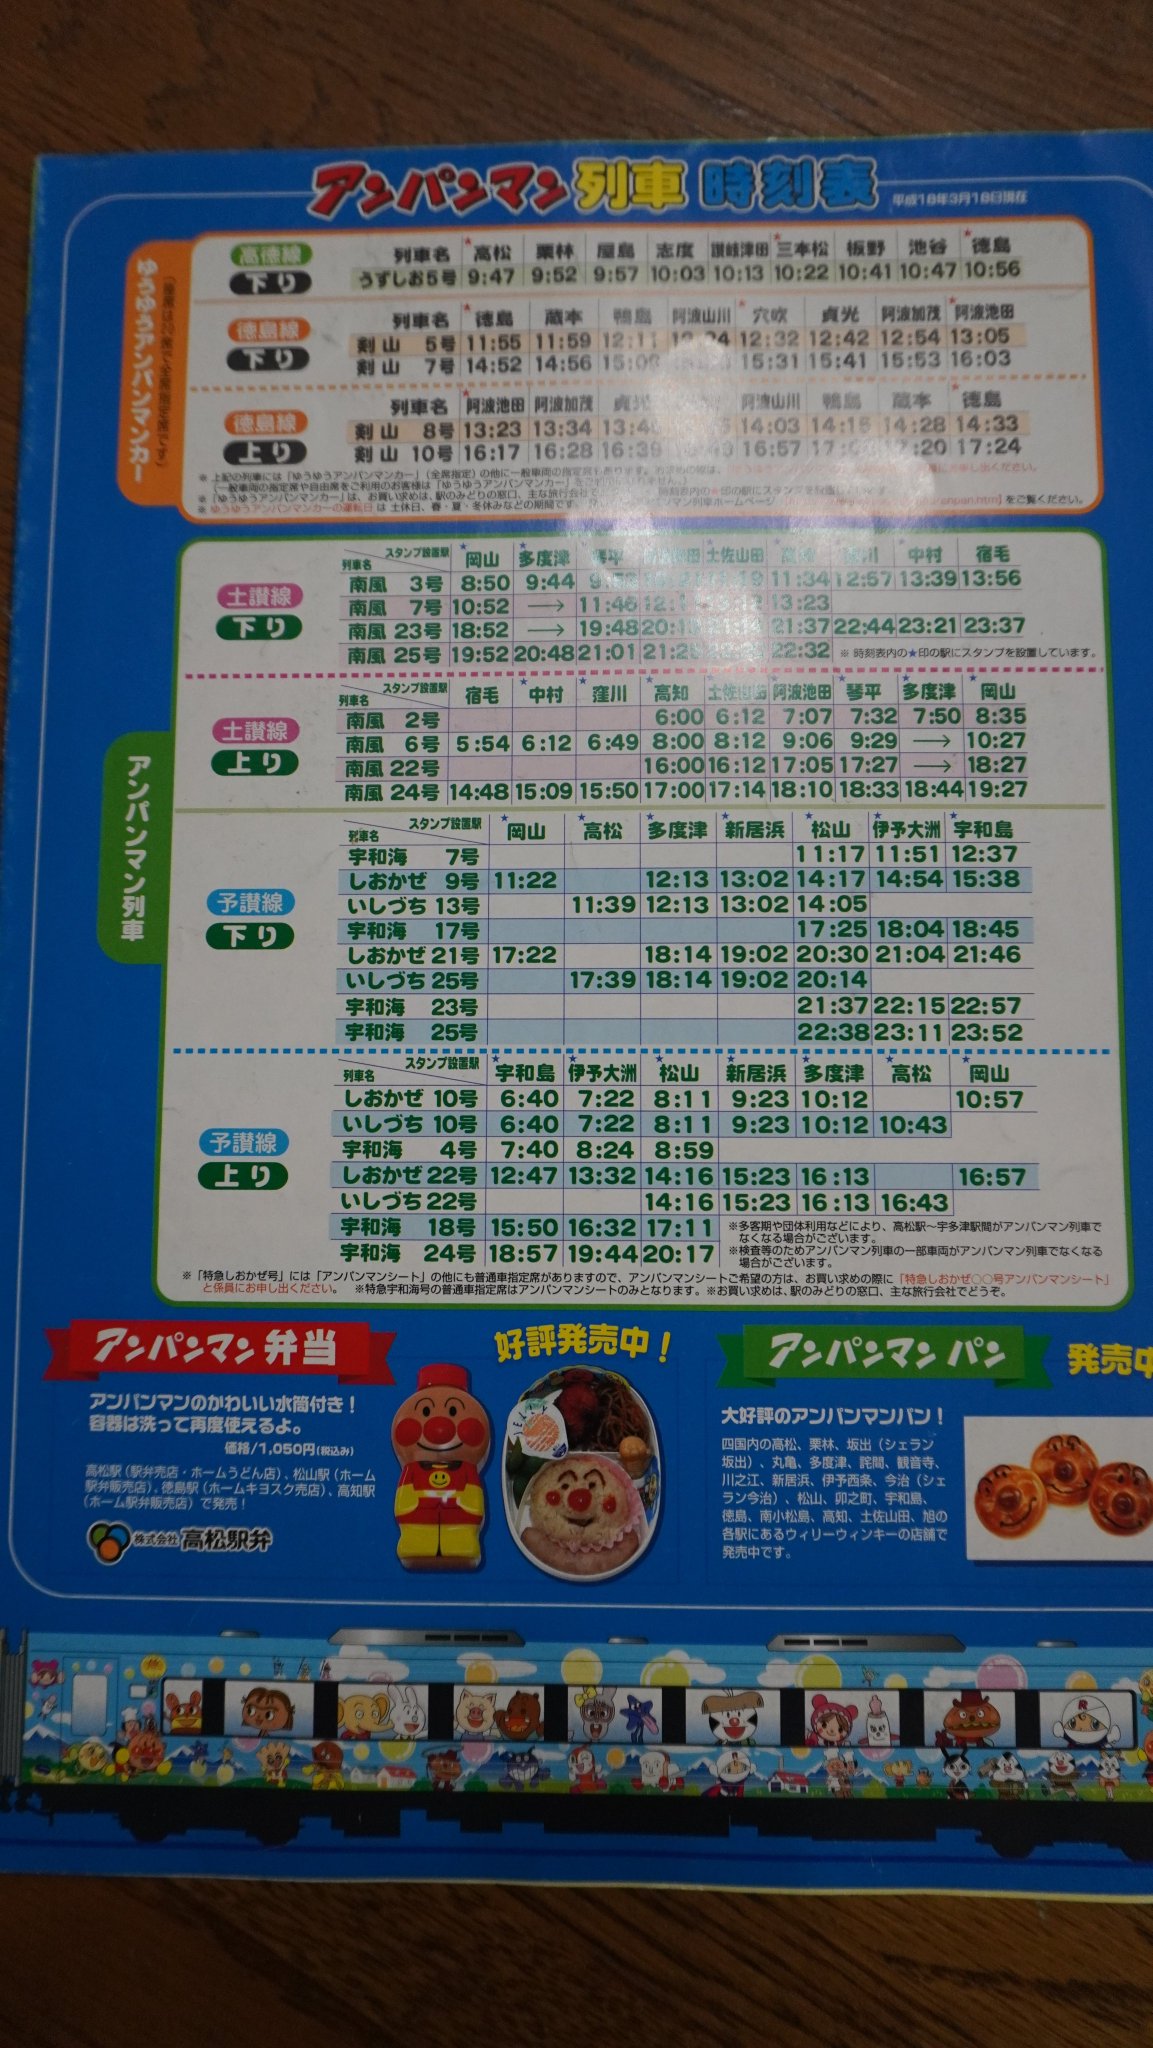 アンパンマン列車 時刻表 平成18年3月18日現在
ゆうゆうアンパンマンカー
高徳線 下り
列車名 高松 栗林 屋島 志度 讃岐津田 三本松 板野 池谷 徳島
うずしお5号 9:47 9:52 9:57 10:03 10:13 10:22 10:41 10:47 10:56
徳島線 下り
列車名 徳島 蔵本 鴨島 阿波山川 穴吹 貞光 阿波加茂 阿波池田
剣山 5号 11:55 11:59 12:11 12:32 12:42 12:54 13:05
剣山 7号 14:52 14:56 15:31 15:41 15:53 16:03
徳島線 上り
列車名 阿波池田 阿波加茂 貞光 阿波山川 鴨島 蔵本 徳島
剣山 8号 13:23 13:34 14:03 14:15 14:28 14:33
剣山 10号 16:17 16:28 16:39 16:57 17:24
※上記の列車には「ゆうゆうアンパンマンカー」(全席指定)の他に一般車両の指定席もあります。
アンパンマン列車
土讃線 下り
スタンプ設置駅
列車名 岡山 多度津 琴平 土佐山田 中村 宿毛
南風 3号 8:50 9:44 11:34 12:57 13:39 13:56
南風 7号 10:52 → 11:46 13:23
南風 23号 18:52 → 19:48 21:37 22:44 23:21 23:37
南風 25号 19:52 20:48 21:01 22:32
※時刻表内の★印の駅にスタンプを設置しています。
土讃線 上り
スタンプ設置駅
列車名 宿毛 中村 窪川 高知 土佐山田 阿波池田 琴平 多度津 岡山
南風 2号 6:00 6:12 7:07 7:32 7:50 8:35
南風 6号 5:54 6:12 6:49 8:00 8:12 9:06 9:29 → 10:27
南風 22号 16:00 16:12 17:05 17:27 → 18:27
南風 24号 14:48 15:09 15:50 17:00 17:14 18:10 18:33 18:44 19:27
予讃線 下り
スタンプ設置駅
列車名 岡山 高松 多度津 新居浜 松山 伊予大洲 宇和島
宇和海 7号 11:17 11:51 12:37
しおかぜ 9号 11:22 12:13 13:02 14:17 14:54 15:38
いしづち 13号 11:39 12:13 13:02 14:05
宇和海 17号 17:25 18:04 18:45
しおかぜ 21号 17:22 18:14 19:02 20:30 21:04 21:46
いしづち 25号 17:39 18:14 19:02 20:14
宇和海 23号 21:37 22:15 22:57
宇和海 25号 22:38 23:11 23:52
予讃線 上り
スタンプ設置駅
列車名 宇和島 伊予大洲 松山 新居浜 多度津 高松 岡山
しおかぜ 10号 6:40 7:22 8:11 9:23 10:12 10:57
いしづち 10号 6:40 7:22 8:11 9:23 10:12 10:43
宇和海 4号 7:40 8:24 8:59
しおかぜ 22号 12:47 13:32 14:16 15:23 16:13 16:57
いしづち 22号 14:16 15:23 16:13 16:43
宇和海 18号 15:50 16:32 17:11
宇和海 24号 18:57 19:44 20:17
※多客期や団体利用などにより、高松駅〜宇多津駅間がアンパンマン列車で
なくなる場合がございます。
※検査等のためアンパンマン列車の一部車両がアンパンマン列車でなくなる
場合がございます。
※「特急しおかぜ号」には「アンパンマンシート」の他にも普通車指定席がありますので、アンパンマンシートご希望の方は、お買い求めの際に「特急しおかぜ○○号アンパンマンシート」
と係員にお申し出ください。 ※特急宇和海号の普通車指定席はアンパンマンシートのみとなります。※お買い求めは、駅のみどりの窓口、主な旅行会社でどうぞ。
アンパンマン弁当
好評発売中!
アンパンマンのかわいい水筒付き!
容器は洗って再度使えるよ。
価格/1,050円(税込み)
高松駅(駅弁売店・ホームうどん店)、松山駅(ホーム
駅弁販売店)、徳島駅(ホームキヨスク売店)、高知駅
(ホーム駅弁販売店)で発売!
株式会社 高松駅弁
アンパンマンパン
発売中
大好評のアンパンマンパン!
四国内の高松、栗林、坂出(シェラン
坂出)、丸亀、多度津、詫間、観音寺、
川之江、新居浜、伊予西条、今治(シェ
ラン今治)、松山、卯之町、宇和島、
徳島、南小松島、高知、土佐山田、旭の
各駅にあるウィリーウィンキーの店舗で
発売中です。